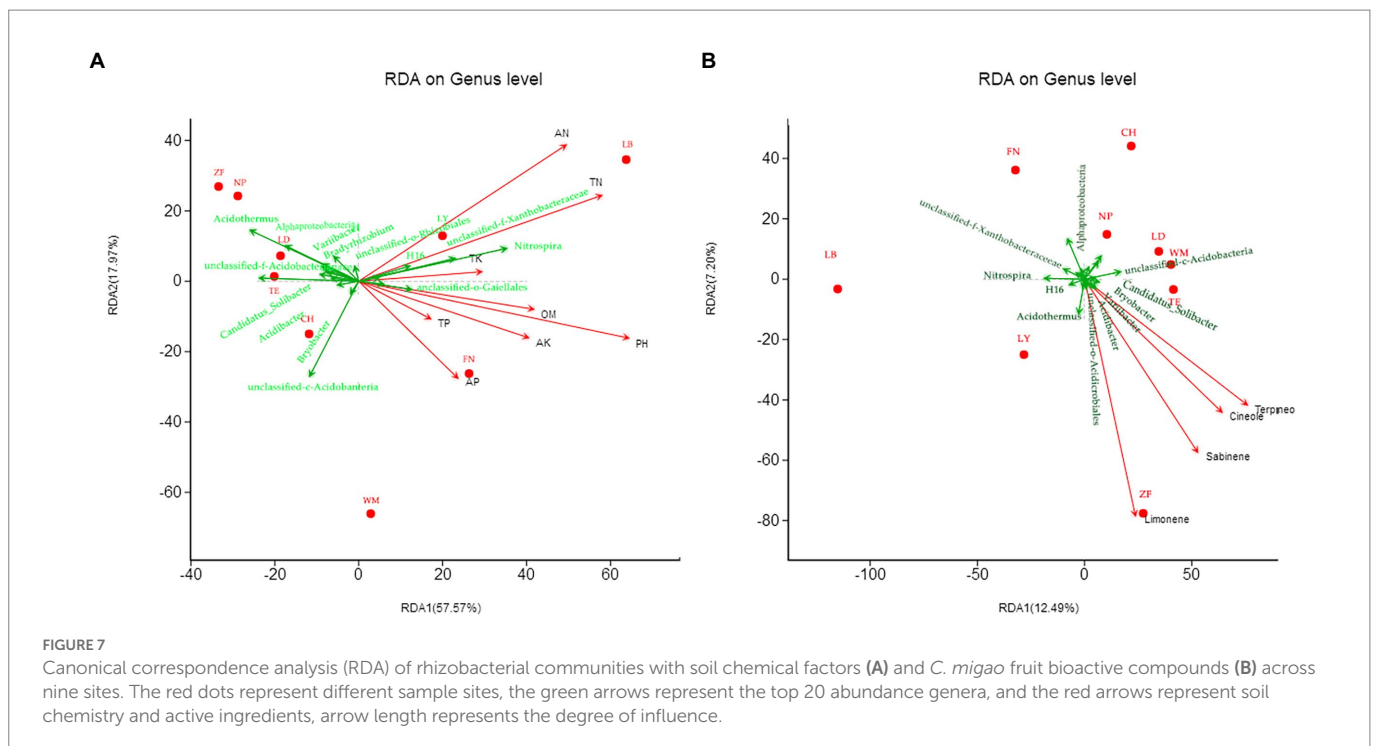 A
RDA on Genus level
RDA2(17.97%)
40
20
0
-20
-40
-60
-40
-20
0
20
40
60
RDA1(57.57%)
AN
LB
TN
ZF
NP
Acidothermus
Alphaproteobacteria
Variibacter
Bradyrhizobium
unclassified-o-Rhizobiales
LY
unclassified-f-Xanthobacteraceae
Nitrospira
H16
LD
TK
unclassified-f-Acidobacteriaceae
TE
unclassified-o-Gaiellales
Candidatus_Solibacter
Acidibacter
CH
Bryobacter
unclassified-c-Acidobanteria
TP
OM
AK
PH
FN
AP
WM
B
RDA on Genus level
RDA2(7.20%)
40
20
0
-20
-40
-60
-80
-100
-50
0
50
RDA1(12.49%)
CH
FN
Alphaproteobacteria
unclassified-f-Xanthobacteraceae
NP
LD
WM
unclassified-c-Acidobacteria
LB
Nitrospira
H16
TE
Candidatus_Solibacter
Bryobacter
Variibacter
Acidibacter
Acidothermus
unclassified-o-Acidicrobiales
LY
Terpineo
Cineole
Sabinene
ZF
Limonene
FIGURE 7
Canonical correspondence analysis (RDA) of rhizobacterial communities with soil chemical factors (A) and C. migao fruit bioactive compounds (B) across
nine sites. The red dots represent different sample sites, the green arrows represent the top 20 abundance genera, and the red arrows represent soil
chemistry and active ingredients, arrow length represents the degree of influence.